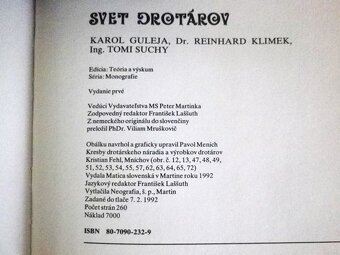 SVET DROTÁROV
KAROL GULEJA, Dr. REINHARD KLIMEK,
Ing. TOMI SUCHY
Edícia: Teória a výskum
Séria: Monografie
Vydanie prvé
Vedúci Vydavateľstva MS Peter Martinka
Zodpovedný redaktor František Laššuth
Z nemeckého originálu do slovenčiny
preložil PhDr. Viliam Mruškovič
Obálku navrhol a graficky upravil Pavol Menich
Kresby drotárskeho náradia a výrobkov drotárov
Kristian Fehl, Mníchov (obr. č. 12, 13, 47, 48, 49,
51, 52, 53, 54, 55, 57, 62, 63, 64, 65, 72)
Vydala Matica slovenská v Martine roku 1992
Jazykový redaktor František Laššuth
Vytlačila Neografia, š. p., Martin
Zadané do tlače 7. 2. 1992
Počet strán 260
Náklad 7000
ISBN 80-7090-232-9